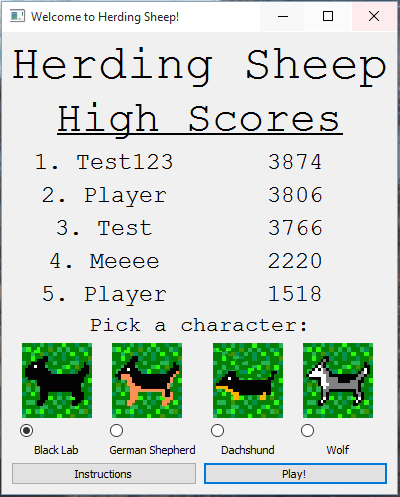 Welcome to Herding Sheep!
Herding Sheep
High Scores
1. Test123 3874
2. Player 3806
3. Test 3766
4. Meeee 2220
5. Player 1518
Pick a character:
Black Lab German Shepherd Dachshund Wolf
Instructions Play!